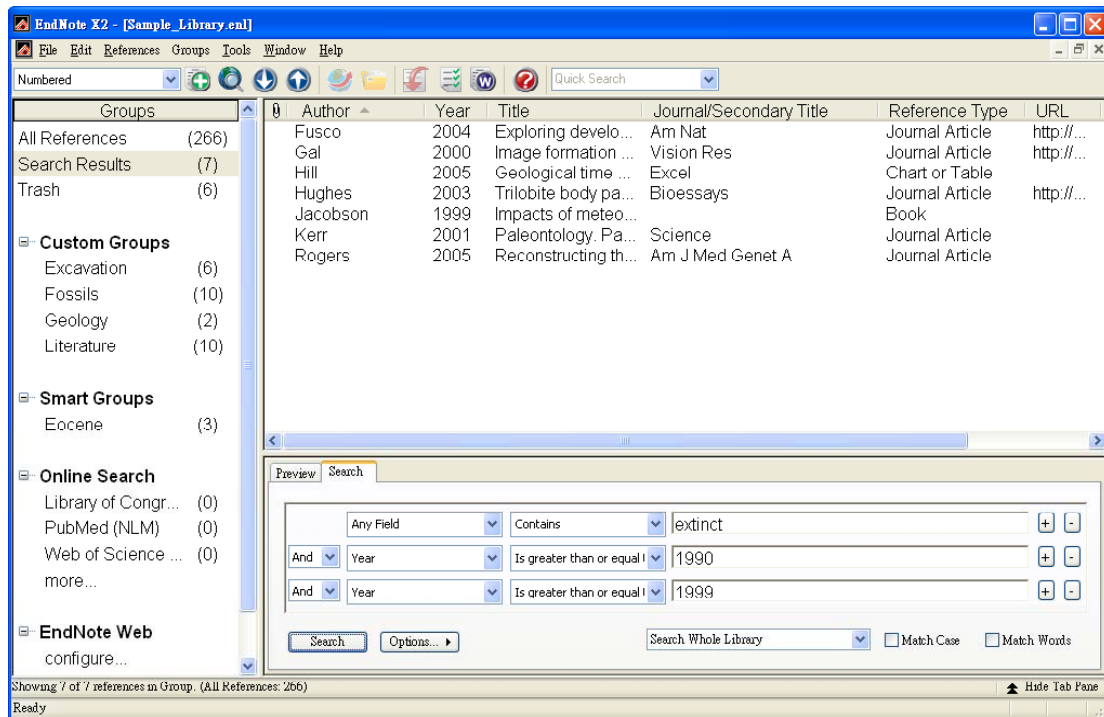 EndNote X2 - [Sample_Library.enl]
File Edit References Groups Tools Window Help
Numbered Quick Search
Groups
All References (266)
Search Results (7)
Trash (6)
Custom Groups
Excavation (6)
Fossils (10)
Geology (2)
Literature (10)
Smart Groups
Eocene (3)
Online Search
Library of Congr... (0)
PubMed (NLM) (0)
Web of Science ... (0)
more...
EndNote Web
configure...
Author Year Title Journal/Secondary Title Reference Type URL
Fusco 2004 Exploring develo... Am Nat Journal Article http://...
Gal 2000 Image formation ... Vision Res Journal Article http://...
Hill 2005 Geological time ... Excel Chart or Table
Hughes 2003 Trilobite body pa... Bioessays Journal Article http://...
Jacobson 1999 Impacts of meteo... Book
Kerr 2001 Paleontology. Pa... Science Journal Article
Rogers 2005 Reconstructing th... Am J Med Genet A Journal Article
Preview Search
Any Field Contains extinct + -
And Year Is greater than or equal 1990 + -
And Year Is greater than or equal 1999 + -
Search Options... Search Whole Library Match Case Match Words
Showing 7 of 7 references in Group. (All References: 266) Hide Tab Pane
Ready